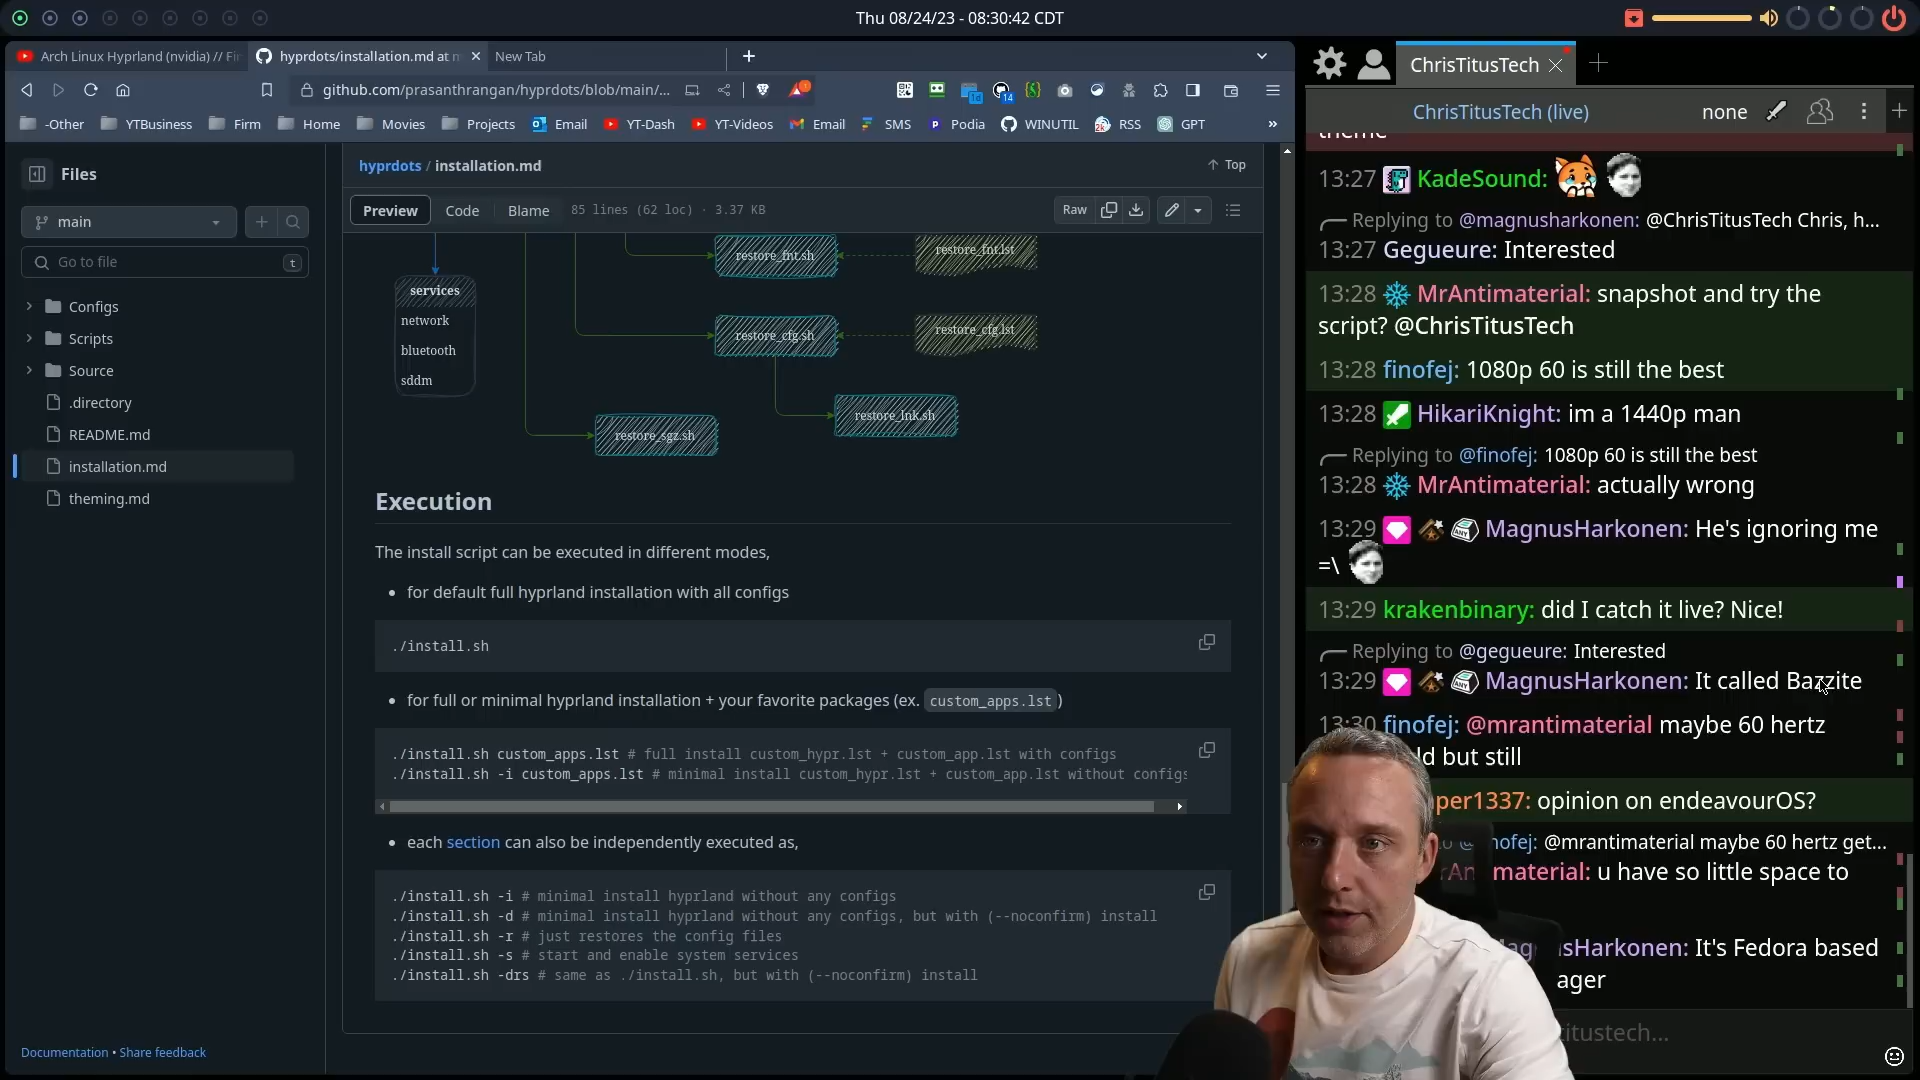 Thu 08/24/23 - 08:30:42 CDT
Arch Linux Hyprland (nvidia) // Fi
hyprdots/installation.md at m
New Tab
github.com/prasanthrangan/hyprdots/blob/main/...
1d
14
-Other
YTBusiness
Firm
Home
Movies
Projects
Email
YT-Dash
YT-Videos
Email
SMS
Podia
WINUTIL
RSS
GPT
»
Files
main
Go to file
t
Configs
Scripts
Source
.directory
README.md
installation.md
theming.md
Documentation • Share feedback
hyprdots / installation.md
Top
Preview
Code
Blame
85 lines (62 loc) · 3.37 KB
Raw
restore_fnt.sh
restore_fnt.lst
services
network
bluetooth
sddm
restore_cfg.sh
restore_cfg.lst
restore_lnk.sh
restore_sgz.sh
Execution
The install script can be executed in different modes,
• for default full hyprland installation with all configs
./install.sh
• for full or minimal hyprland installation + your favorite packages (ex. custom_apps.lst)
./install.sh custom_apps.lst # full install custom_hypr.lst + custom_app.lst with configs
./install.sh -i custom_apps.lst # minimal install custom_hypr.lst + custom_app.lst without configs
• each section can also be independently executed as,
./install.sh -i # minimal install hyprland without any configs
./install.sh -d # minimal install hyprland without any configs, but with (--noconfirm) install
./install.sh -r # just restores the config files
./install.sh -s # start and enable system services
./install.sh -drs # same as ./install.sh, but with (--noconfirm) install
ChrisTitusTech
ChrisTitusTech (live)
none
theme
13:27 KadeSound:
Replying to @magnusharkonen: @ChrisTitusTech Chris, h...
13:27 Gegueure: Interested
13:28 MrAntimaterial: snapshot and try the
script? @ChrisTitusTech
13:28 finofej: 1080p 60 is still the best
13:28 HikariKnight: im a 1440p man
Replying to @finofej: 1080p 60 is still the best
13:28 MrAntimaterial: actually wrong
13:29 ANY MagnusHarkonen: He's ignoring me
=\
13:29 krakenbinary: did I catch it live? Nice!
Replying to @gegueure: Interested
13:29 ANY MagnusHarkonen: It called Bazzite
13:30 finofej: @mrantimaterial maybe 60 hertz
ld but still
per1337: opinion on endeavourOS?
nofej: @mrantimaterial maybe 60 hertz get...
material: u have so little space to
sHarkonen: It's Fedora based
ager
titustech...